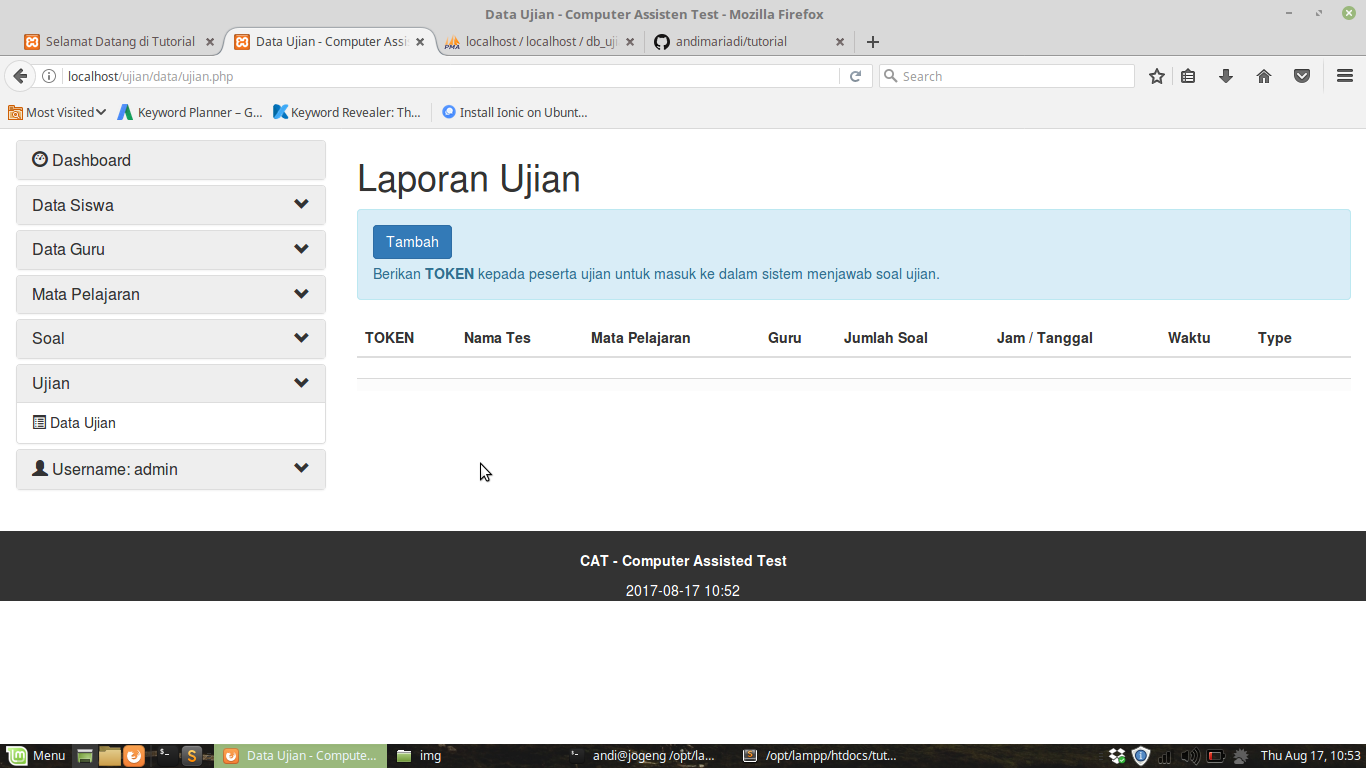 Data Ujian - Computer Assisten Test - Mozilla Firefox
Selamat Datang di Tutorial
Data Ujian - Computer Assis
PMA localhost / localhost / db_uji
andimariadi/tutorial
localhost/ujian/data/ujian.php
Search
Most Visited
Keyword Planner – G...
Keyword Revealer: Th...
Install Ionic on Ubunt...
Dashboard
Data Siswa
Data Guru
Mata Pelajaran
Soal
Ujian
Data Ujian
Username: admin
Laporan Ujian
Tambah
Berikan TOKEN kepada peserta ujian untuk masuk ke dalam sistem menjawab soal ujian.
TOKEN Nama Tes Mata Pelajaran Guru Jumlah Soal Jam / Tanggal Waktu Type
CAT - Computer Assisted Test
2017-08-17 10:52
Menu
Data Ujian - Compute...
img
andi@jogeng /opt/la...
/opt/lampp/htdocs/tut...
Thu Aug 17, 10:53